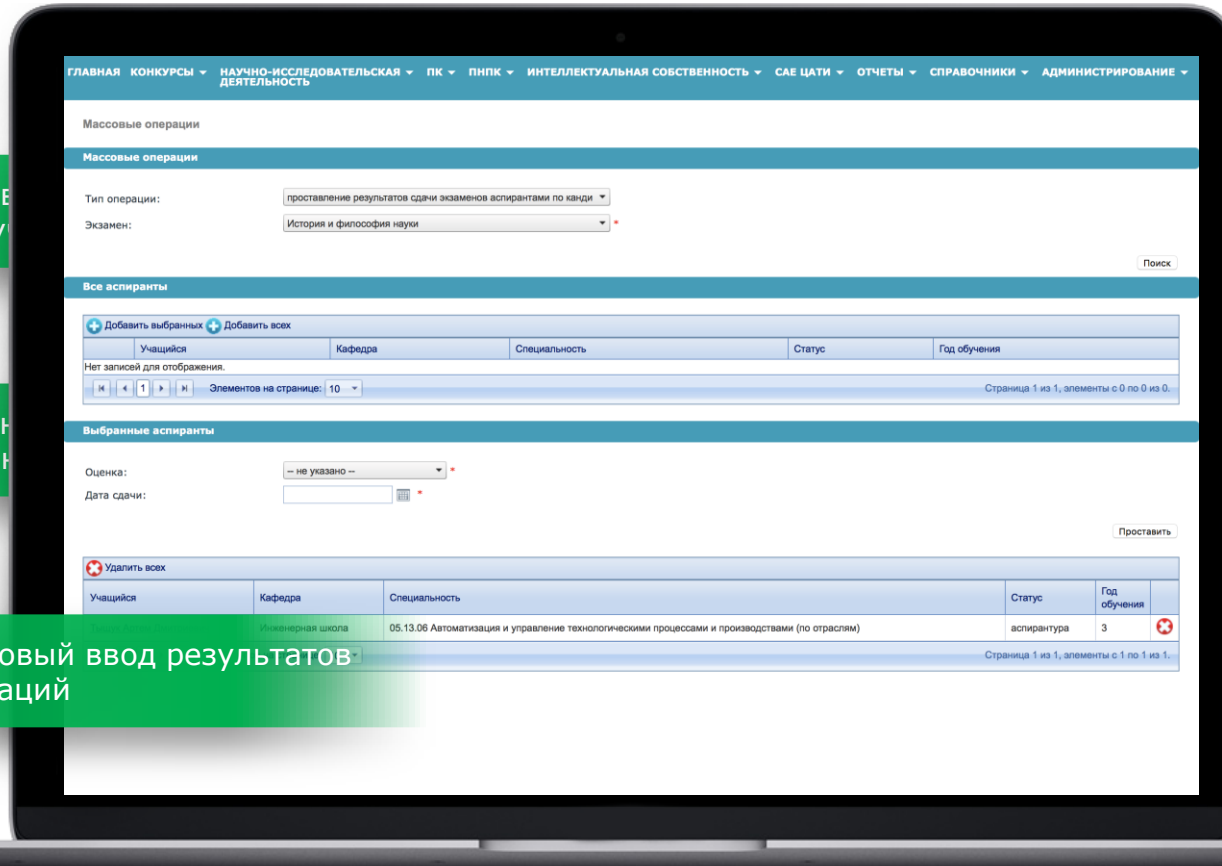 ГЛАВНАЯ КОНКУРСЫ НАУЧНО-ИССЛЕДОВАТЕЛЬСКАЯ ДЕЯТЕЛЬНОСТЬ ПК ПНПК ИНТЕЛЛЕКТУАЛЬНАЯ СОБСТВЕННОСТЬ САЕ ЦАТИ ОТЧЕТЫ СПРАВОЧНИКИ АДМИНИСТРИРОВАНИЕ
Массовые операции
Массовые операции
Тип операции: проставление результатов сдачи экзаменов аспирантами по канди
Экзамен: История и философия науки *
Поиск
Все аспиранты
Добавить выбранных Добавить всех
Учащийся Кафедра Специальность Статус Год обучения
Нет записей для отображения.
1 Элементов на странице: 10 Страница 1 из 1, элементы с 0 по 0 из 0.
Выбранные аспиранты
Оценка: -- не указано -- *
Дата сдачи: *
Проставить
Удалить всех
Учащийся Кафедра Специальность Статус Год обучения
Инженерная школа 05.13.06 Автоматизация и управление технологическими процессами и производствами (по отраслям) аспирантура 3
Страница 1 из 1, элементы с 1 по 1 из 1.
овый ввод результатов
аций